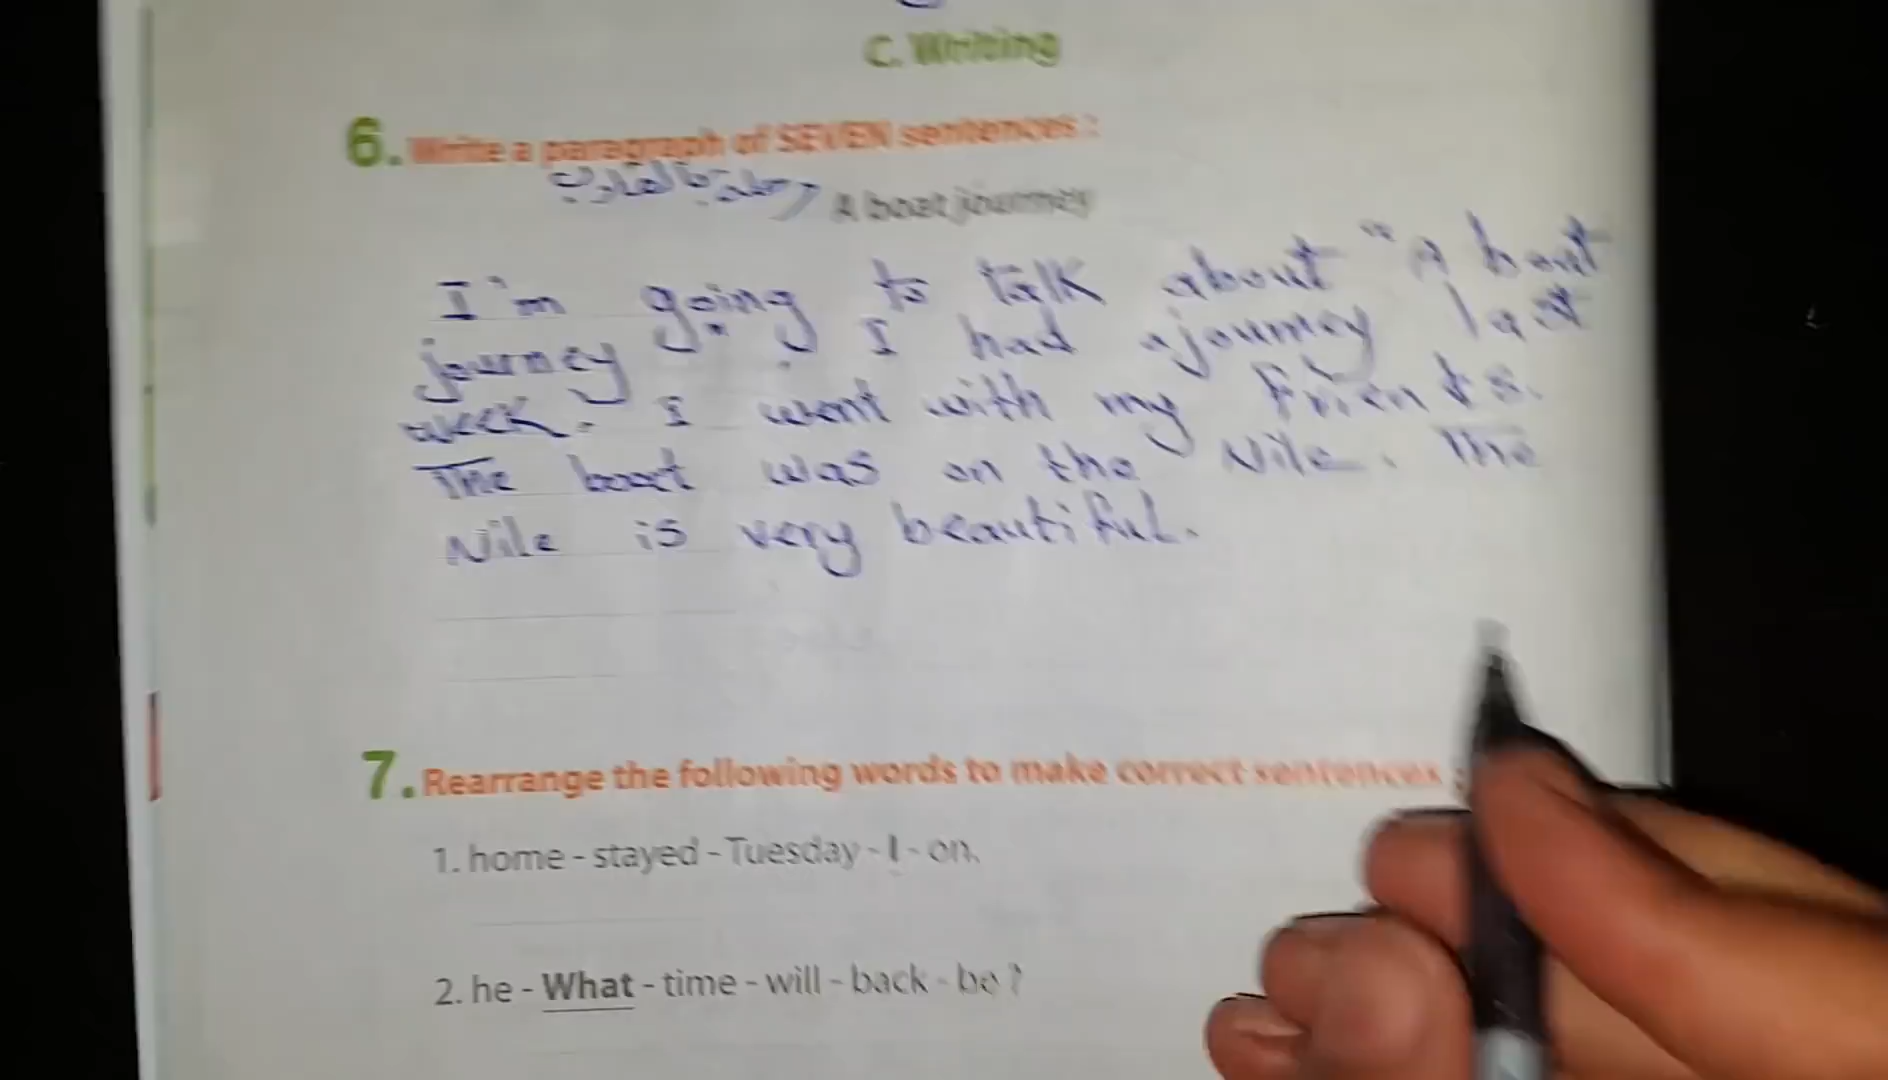 C. Writing
6. Write a paragraph of SEVEN sentences :
رحلة بالقارب
A boat journey
I'm going to talk about "A boat
journey". I had a journey last
week. I went with my friends.
The boat was on the Nile. The
Nile is very beautiful.
7. Rearrange the following words to make correct sentences :
1. home - stayed - Tuesday - I - on.
2. he - What - time - will - back - be ?